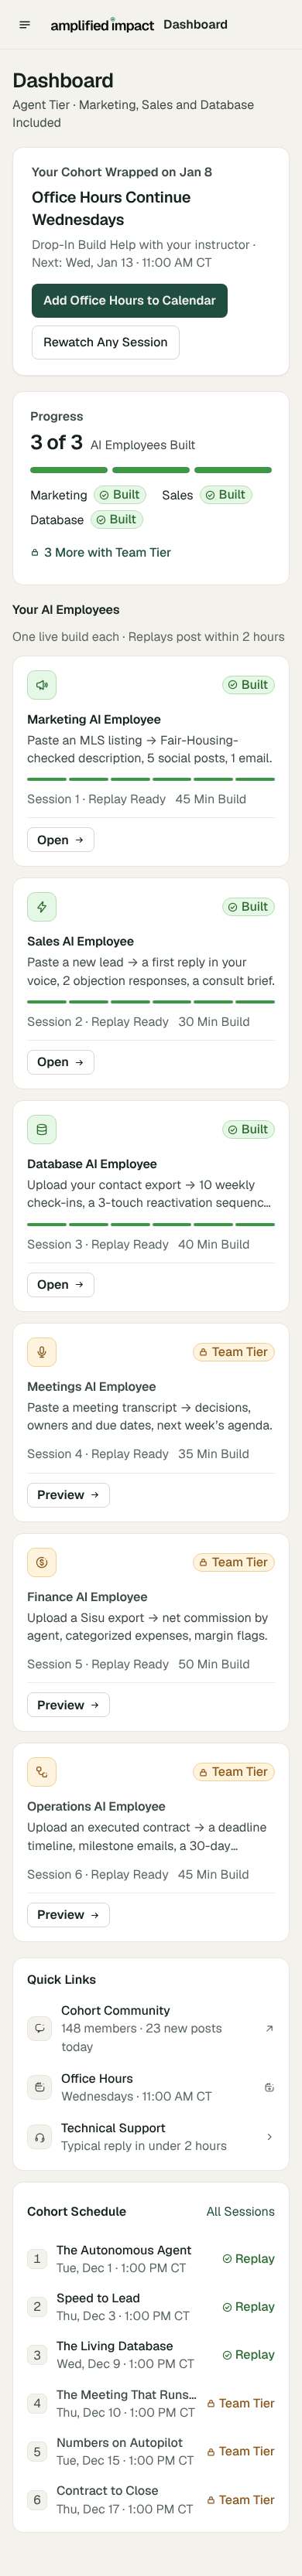 amplified impact Dashboard
Dashboard
Agent Tier · Marketing, Sales and Database
Included
Your Cohort Wrapped on Jan 8
Office Hours Continue
Wednesdays
Drop-In Build Help with your instructor ·
Next: Wed, Jan 13 · 11:00 AM CT
Add Office Hours to Calendar
Rewatch Any Session
Progress
3 of 3 AI Employees Built
Marketing Built Sales Built
Database Built
3 More with Team Tier
Your AI Employees
One live build each · Replays post within 2 hours
Built
Marketing AI Employee
Paste an MLS listing → Fair-Housing-
checked description, 5 social posts, 1 email.
Session 1 · Replay Ready 45 Min Build
Open →
Built
Sales AI Employee
Paste a new lead → a first reply in your
voice, 2 objection responses, a consult brief.
Session 2 · Replay Ready 30 Min Build
Open →
Built
Database AI Employee
Upload your contact export → 10 weekly
check-ins, a 3-touch reactivation sequenc...
Session 3 · Replay Ready 40 Min Build
Open →
Team Tier
Meetings AI Employee
Paste a meeting transcript → decisions,
owners and due dates, next week's agenda.
Session 4 · Replay Ready 35 Min Build
Preview →
Team Tier
Finance AI Employee
Upload a Sisu export → net commission by
agent, categorized expenses, margin flags.
Session 5 · Replay Ready 50 Min Build
Preview →
Team Tier
Operations AI Employee
Upload an executed contract → a deadline
timeline, milestone emails, a 30-day...
Session 6 · Replay Ready 45 Min Build
Preview →
Quick Links
Cohort Community
148 members · 23 new posts
today
Office Hours
Wednesdays · 11:00 AM CT
Technical Support
Typical reply in under 2 hours
Cohort Schedule All Sessions
1 The Autonomous Agent Replay
Tue, Dec 1 · 1:00 PM CT
2 Speed to Lead Replay
Thu, Dec 3 · 1:00 PM CT
3 The Living Database Replay
Wed, Dec 9 · 1:00 PM CT
4 The Meeting That Runs... Team Tier
Thu, Dec 10 · 1:00 PM CT
5 Numbers on Autopilot Team Tier
Tue, Dec 15 · 1:00 PM CT
6 Contract to Close Team Tier
Thu, Dec 17 · 1:00 PM CT